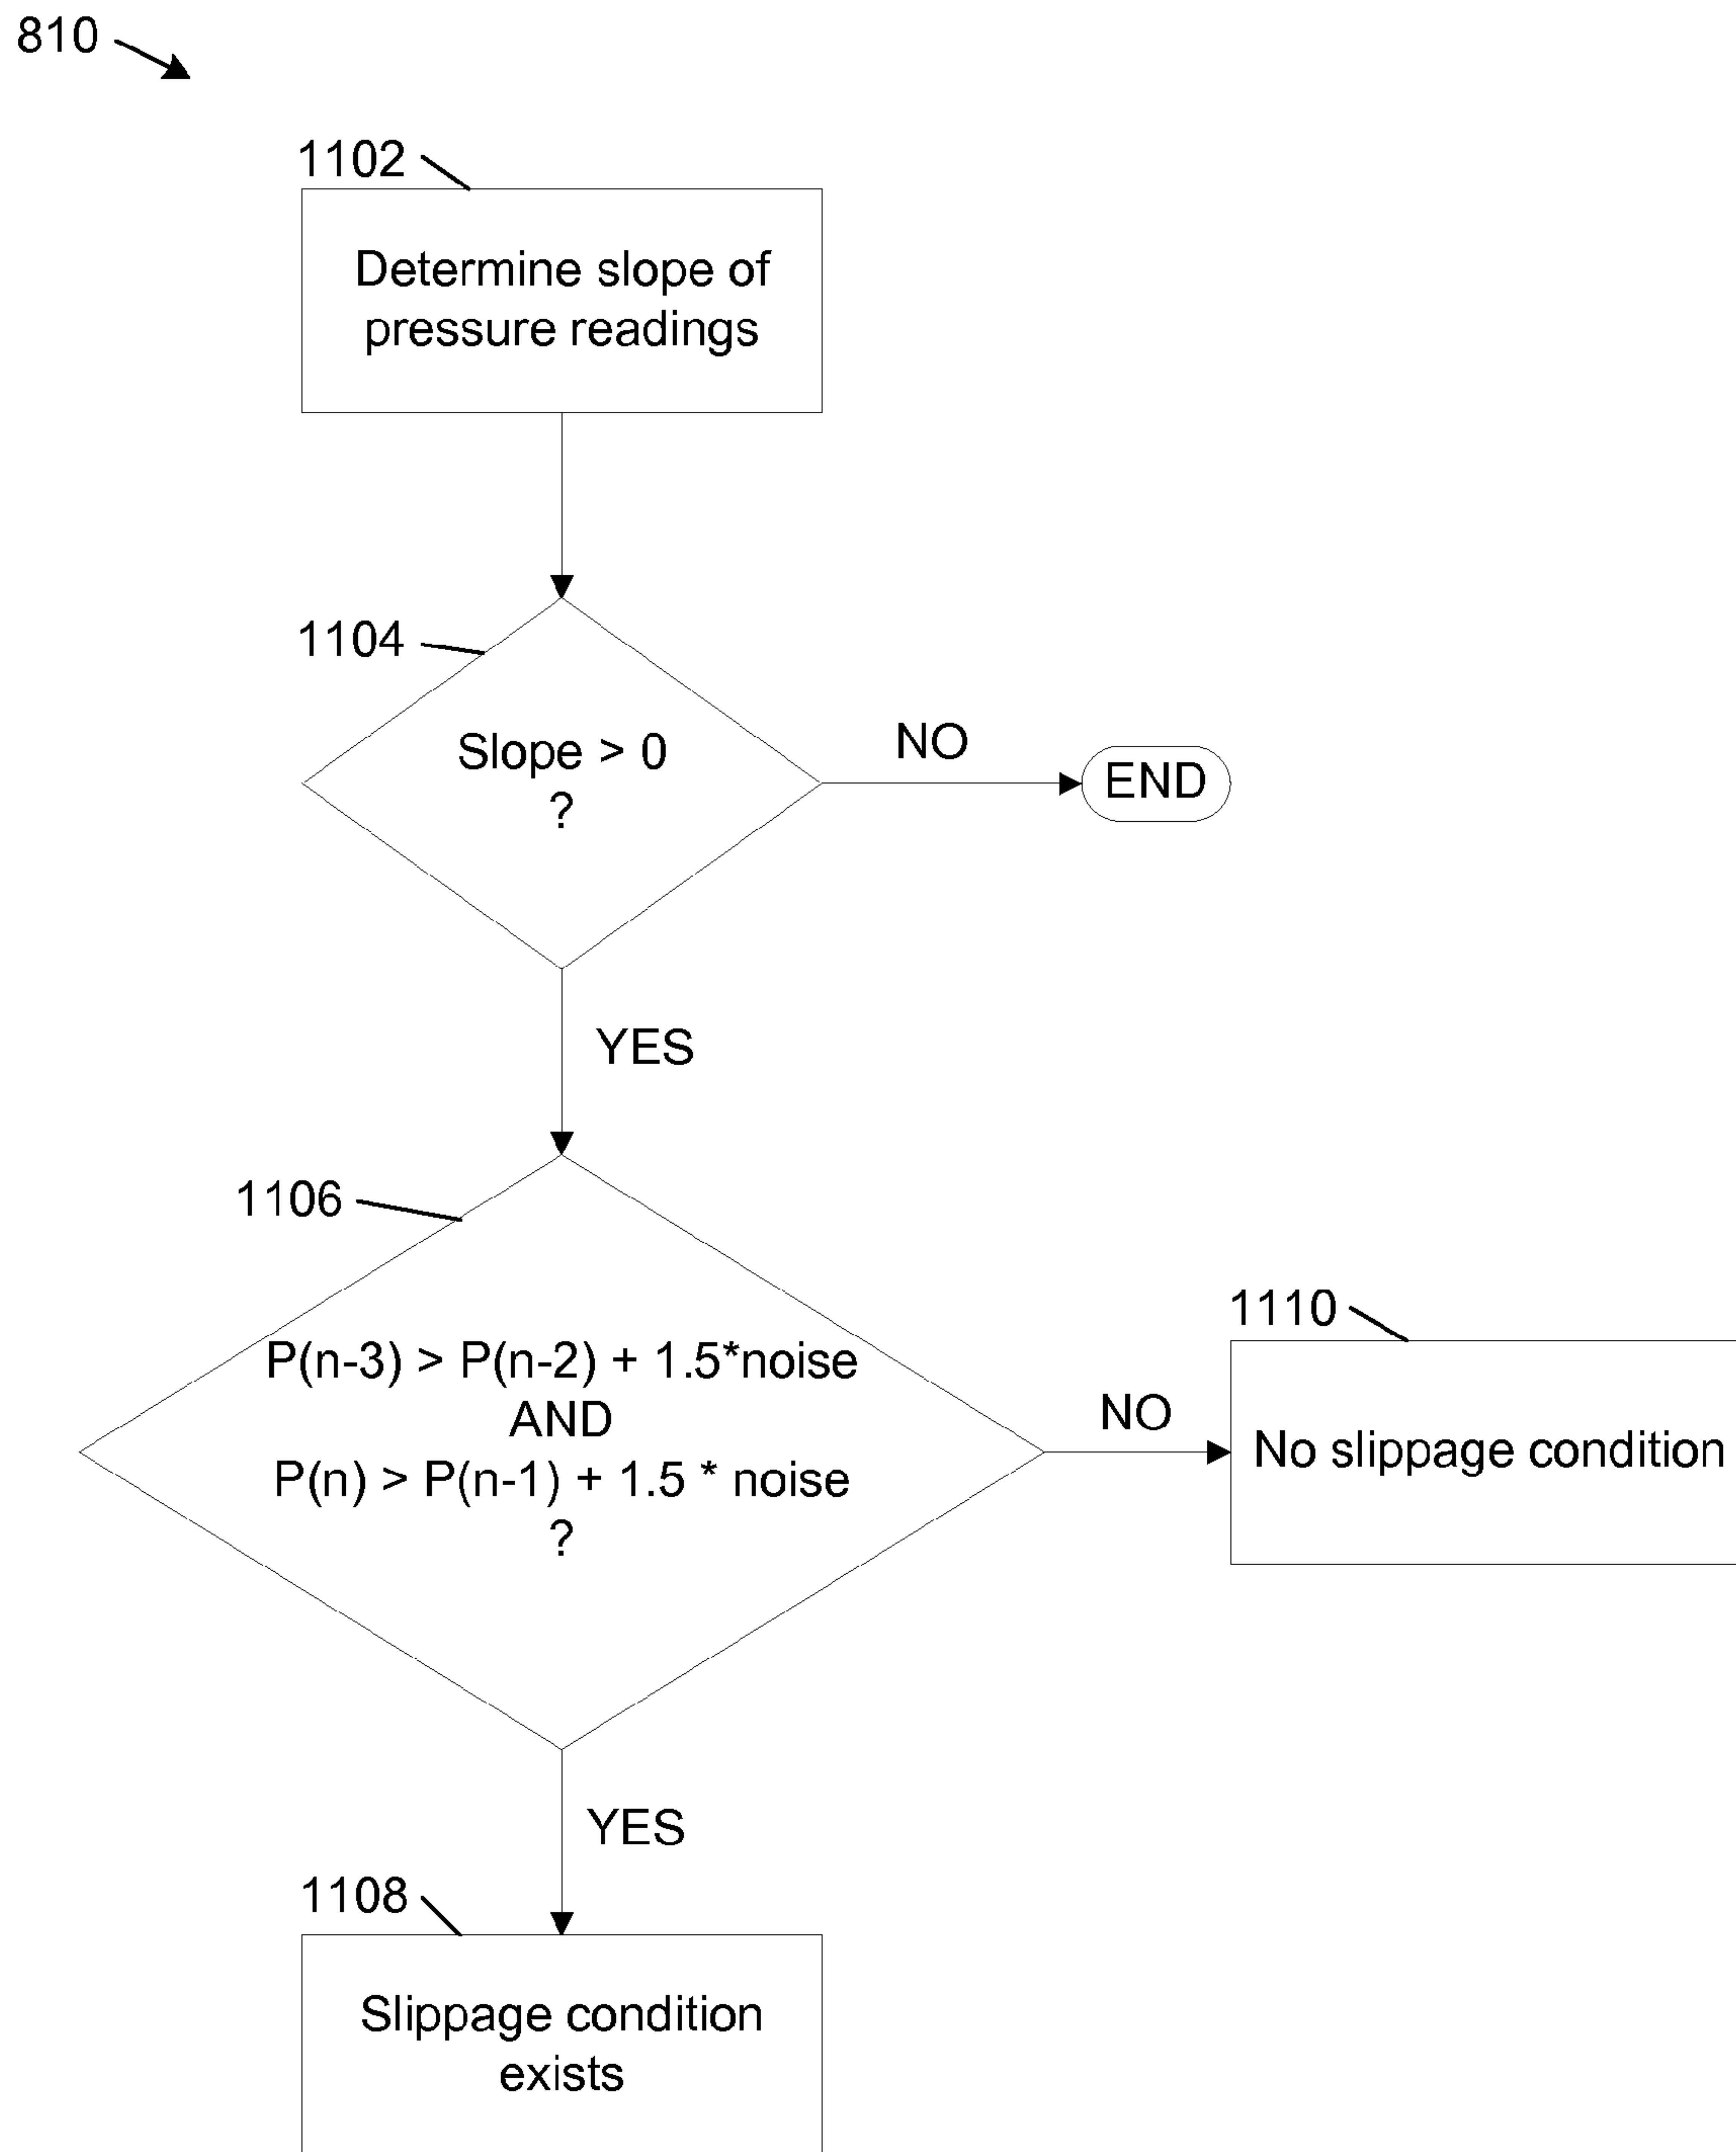 810
1102
Determine slope of
pressure readings
1104
Slope > 0
?
NO
END
YES
1106
P(n-3) > P(n-2) + 1.5*noise
AND
P(n) > P(n-1) + 1.5 * noise
?
NO
1110
No slippage condition
YES
1108
Slippage condition
exists